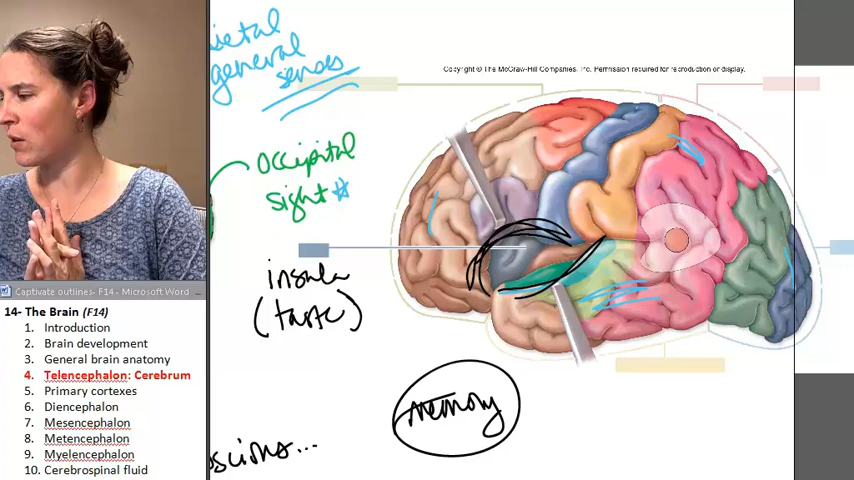 Copyright © The McGraw-Hill Companies, Inc. Permission required for reproduction or display.
general
senses
occipital
sight*
insula
(taste)
Memory
Captivate outlines- F14 - Microsoft Word
14- The Brain (F14)
1. Introduction
2. Brain development
3. General brain anatomy
4. Telencephalon: Cerebrum
5. Primary cortexes
6. Diencephalon
7. Mesencephalon
8. Metencephalon
9. Myelencephalon
10. Cerebrospinal fluid